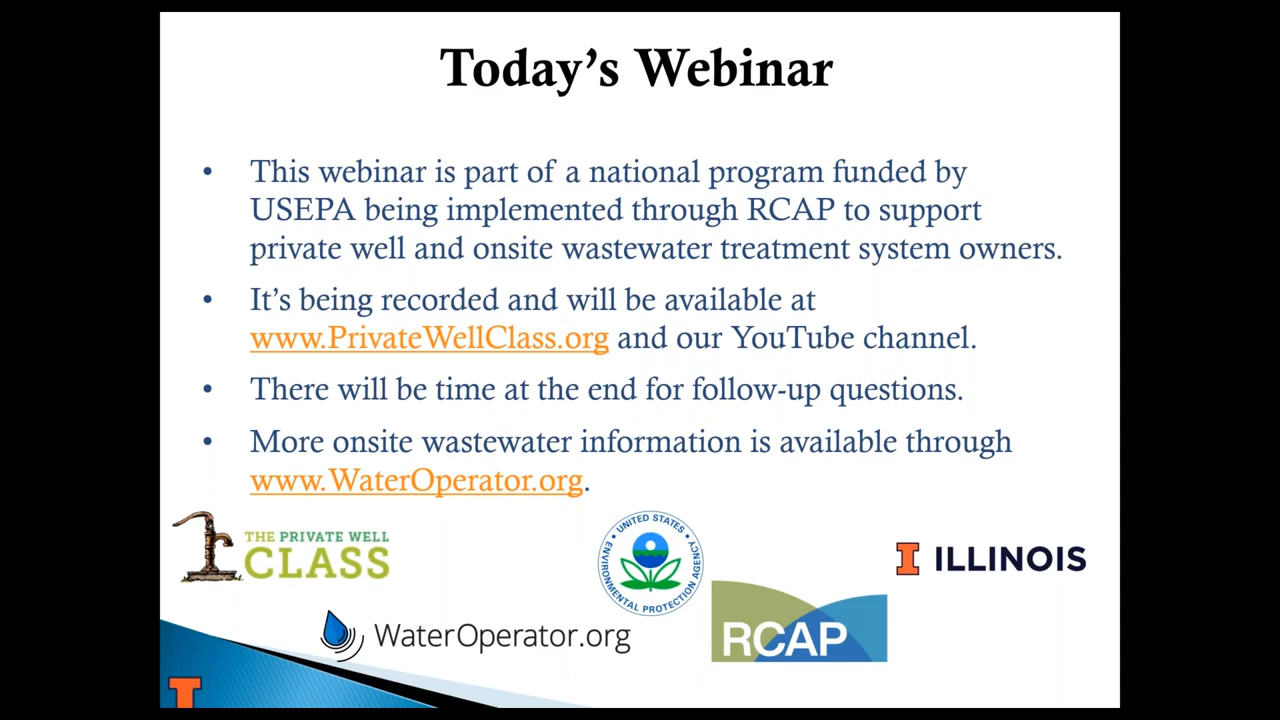 Today's Webinar
• This webinar is part of a national program funded by
USEPA being implemented through RCAP to support
private well and onsite wastewater treatment system owners.
• It's being recorded and will be available at
www.PrivateWellClass.org and our YouTube channel.
• There will be time at the end for follow-up questions.
• More onsite wastewater information is available through
www.WaterOperator.org.
THE PRIVATE WELL
CLASS
UNITED STATES
ENVIRONMENTAL PROTECTION AGENCY
I ILLINOIS
WaterOperator.org
RCAP
I